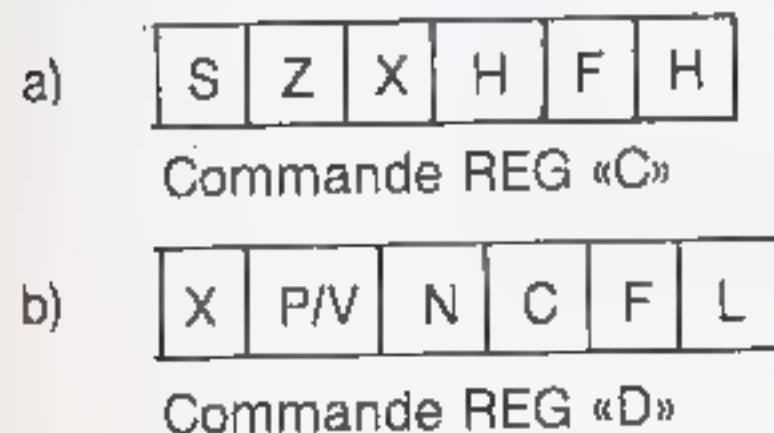 a) S Z X H F H
Commande REG «C»
b) X P/V N C F L
Commande REG «D»